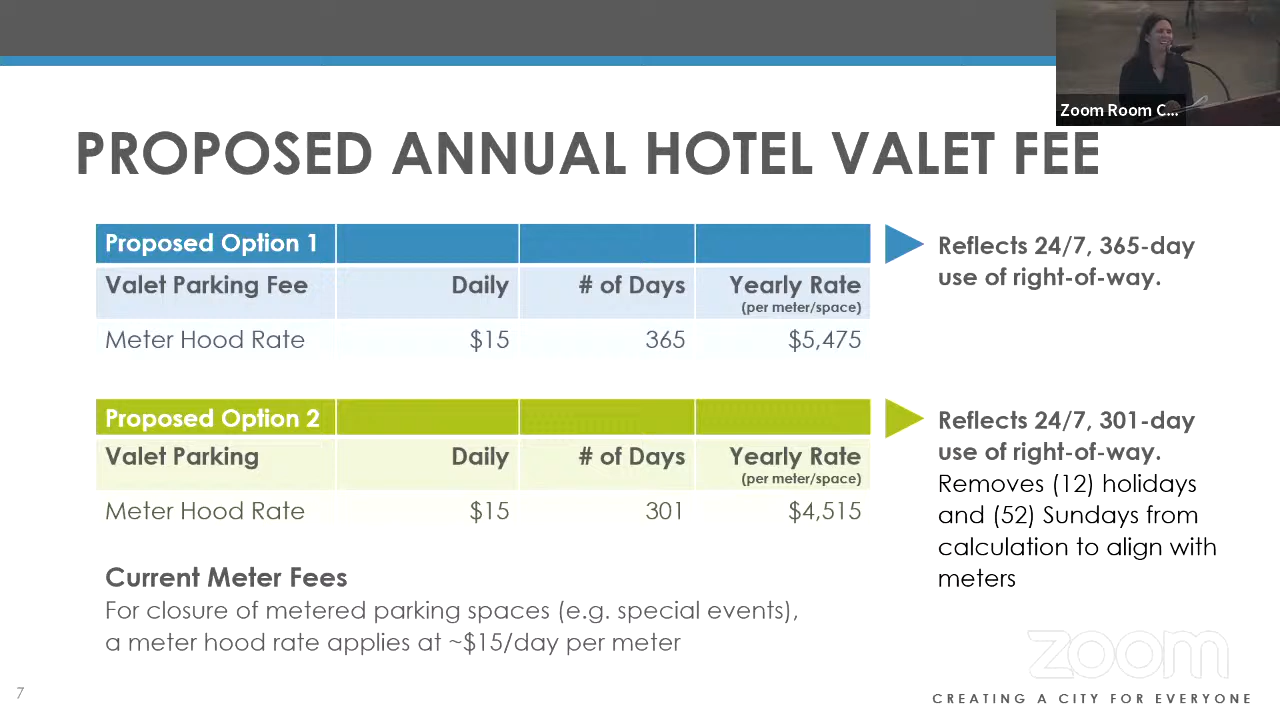 Zoom Room C...
PROPOSED ANNUAL HOTEL VALET FEE
Proposed Option 1
Valet Parking Fee Daily # of Days Yearly Rate
(per meter/space)
Meter Hood Rate $15 365 $5,475
Reflects 24/7, 365-day
use of right-of-way.
Proposed Option 2
Valet Parking Daily # of Days Yearly Rate
(per meter/space)
Meter Hood Rate $15 301 $4,515
Reflects 24/7, 301-day
use of right-of-way.
Removes (12) holidays
and (52) Sundays from
calculation to align with
meters
Current Meter Fees
For closure of metered parking spaces (e.g. special events),
a meter hood rate applies at ~$15/day per meter
zoom
7
CREATING A CITY FOR EVERYONE